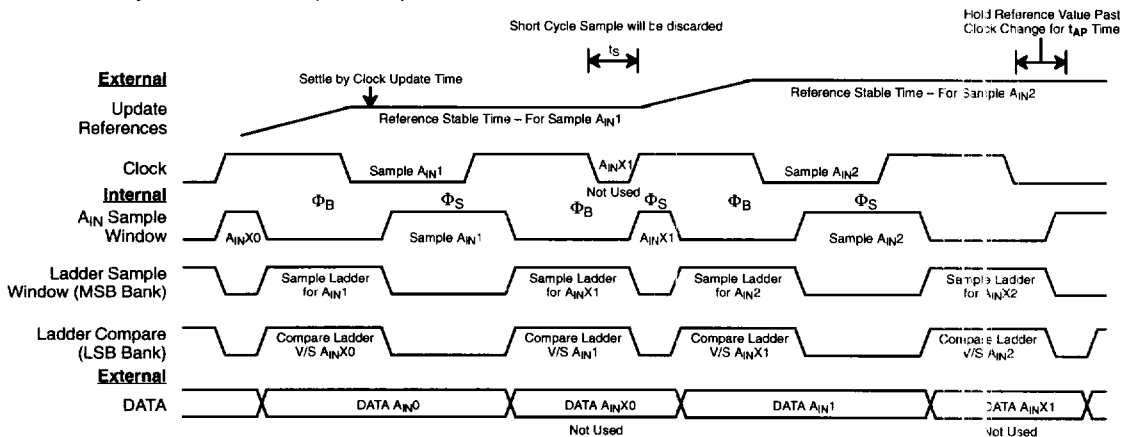 Short Cycle Sample will be discarded
Hold Reference Value Past
Clock Change for tAP Time
tS
External
Settle by Clock Update Time
Update
References
Reference Stable Time – For Sample AIN1
Reference Stable Time – For Sample AIN2
Clock
Sample AIN1
AINX1
Not Used
Sample AIN2
Internal
ΦB
ΦS
ΦB
ΦS
ΦB
ΦS
AIN Sample
Window
AINX0
Sample AIN1
AINX1
Sample AIN2
Ladder Sample
Window (MSB Bank)
Sample Ladder
for AIN1
Sample Ladder
for AINX1
Sample Ladder
for AIN2
Sample Ladder
for AINX2
Ladder Compare
(LSB Bank)
Compare Ladder
V/S AINX0
Compare Ladder
V/S AIN1
Compare Ladder
V/S AINX1
Compare Ladder
V/S AIN2
External
DATA
DATA AIN0
DATA AINX0
DATA AIN1
DATA AINX1
Not Used
Not Used